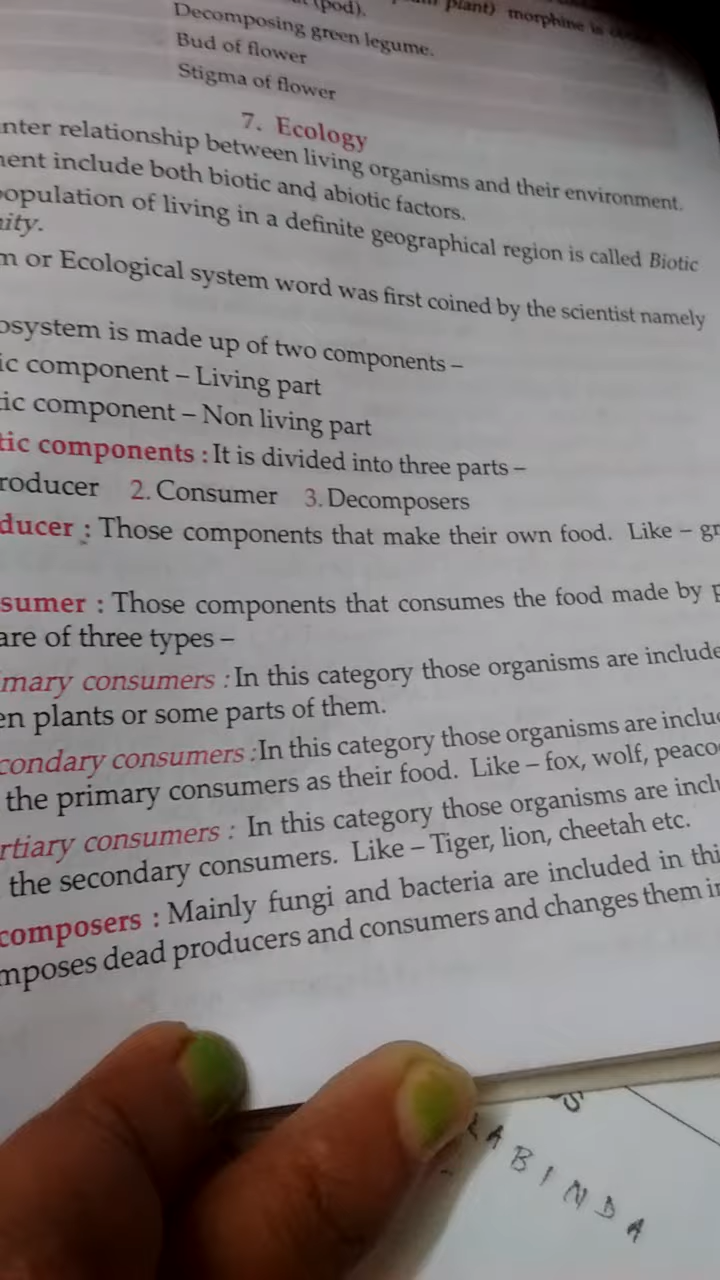 (pod). plant) morphine is
Decomposing green legume.
Bud of flower
Stigma of flower
7. Ecology
nter relationship between living organisms and their environment.
ent include both biotic and abiotic factors.
opulation of living in a definite geographical region is called Biotic
ity.
m or Ecological system word was first coined by the scientist namely
osystem is made up of two components –
ic component – Living part
tic component – Non living part
tic components : It is divided into three parts –
roducer 2. Consumer 3. Decomposers
ducer : Those components that make their own food. Like – gr
sumer : Those components that consumes the food made by p
are of three types –
mary consumers : In this category those organisms are include
en plants or some parts of them.
condary consumers : In this category those organisms are inclu
the primary consumers as their food. Like – fox, wolf, peaco
rtiary consumers : In this category those organisms are inclu
the secondary consumers. Like – Tiger, lion, cheetah etc.
composers : Mainly fungi and bacteria are included in thi
mposes dead producers and consumers and changes them in
S
RABINDA